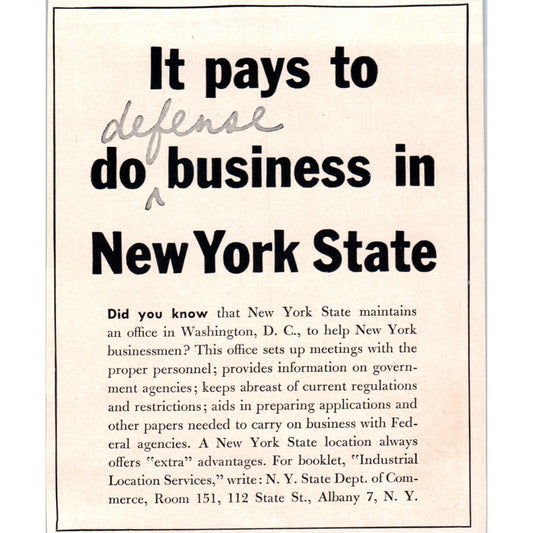 It pays to
defense
do ^ business in
New York State
Did you know that New York State maintains
an office in Washington, D. C., to help New York
businessmen? This office sets up meetings with the
proper personnel; provides information on govern-
ment agencies; keeps abreast of current regulations
and restrictions; aids in preparing applications and
other papers needed to carry on business with Fed-
eral agencies. A New York State location always
offers "extra" advantages. For booklet, "Industrial
Location Services," write: N. Y. State Dept. of Com-
merce, Room 151, 112 State St., Albany 7, N. Y.